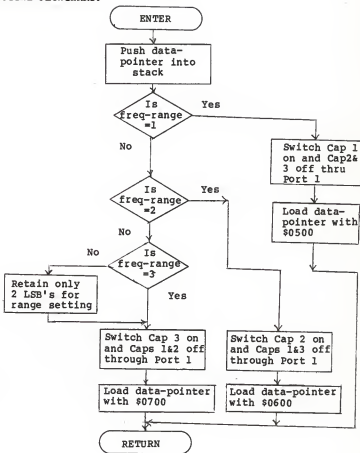 ENTER
Push data-
pointer into
stack
Is
freq-range
=1
Yes
No
Switch Cap 1
on and Cap2&
3 off thru
Port 1
Is
freq-range
=2
Yes
No
Load data-
pointer with
$0500
Is
freq-range
=3
No
Yes
Retain only
2 LSB's for
range setting
Switch Cap 3 on
and Caps 1&2 off
through Port 1
Switch Cap 2 on
and Caps 1&3 off
through Port 1
Load data-pointer
with $0700
Load data-pointer
with $0600
RETURN